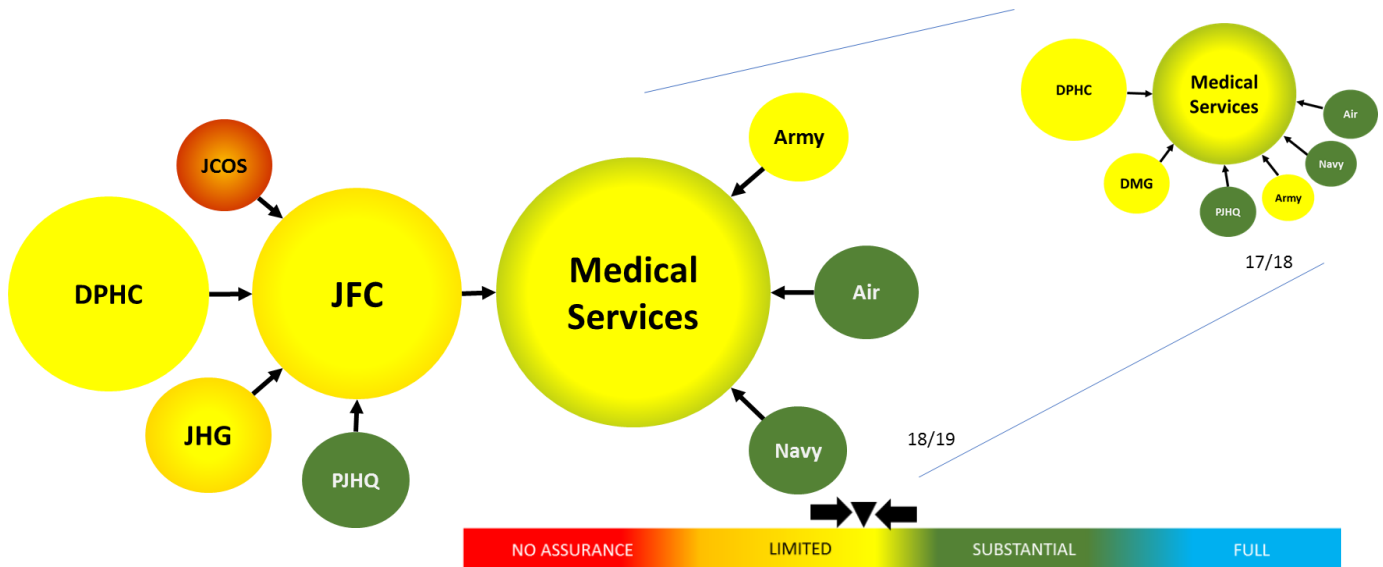 DPHC
Medical
Services
Air
Navy
Army
PJHQ
DMG
17/18
Army
JCOS
DPHC
JFC
Medical
Services
Air
JHG
PJHQ
Navy
18/19
NO ASSURANCE
LIMITED
SUBSTANTIAL
FULL